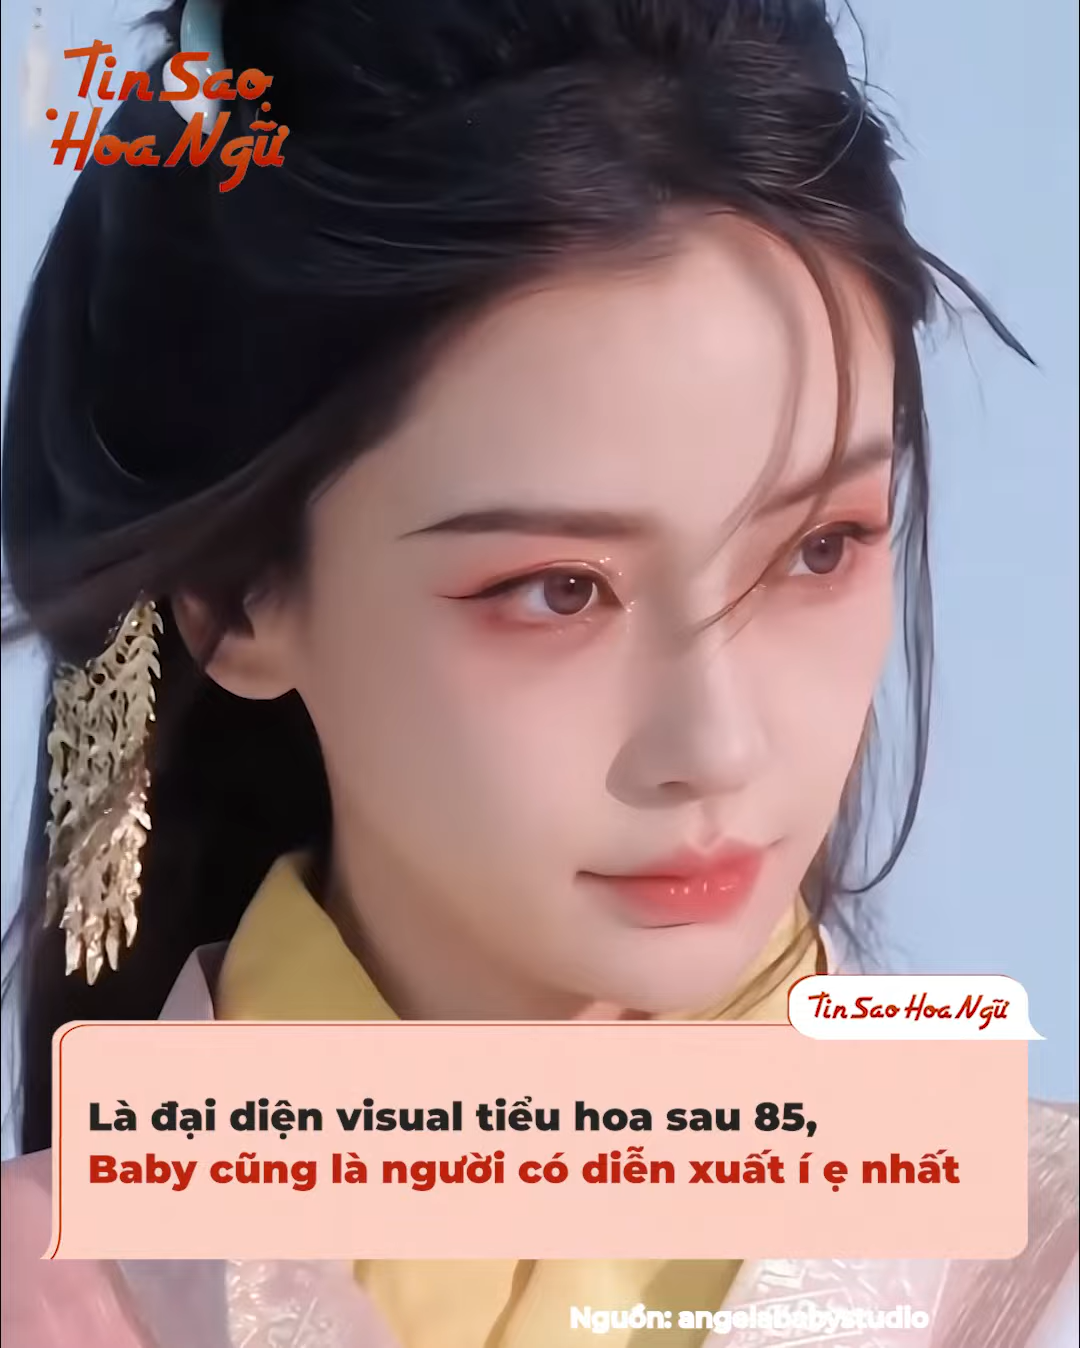 Tin Sao
Hoa Ngữ
Tin Sao Hoa Ngữ
Là đại diện visual tiểu hoa sau 85,
Baby cũng là người có diễn xuất í ẹ nhất
Nguồn: angelababystudio